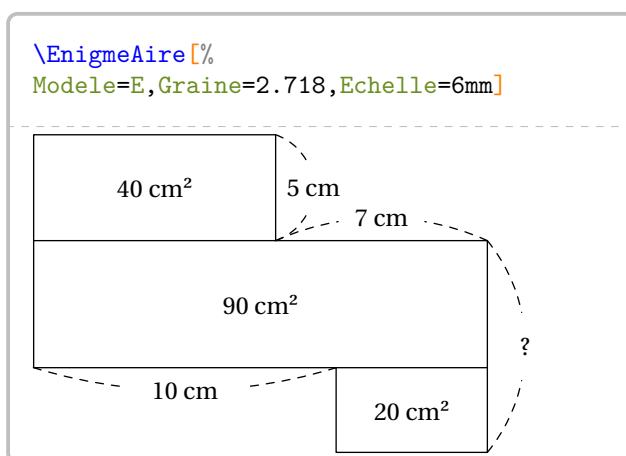 \EnigmeAire[%
Modele=E,Graine=2.718,Echelle=6mm]
40 cm²
5 cm
7 cm
90 cm²
?
10 cm
20 cm²